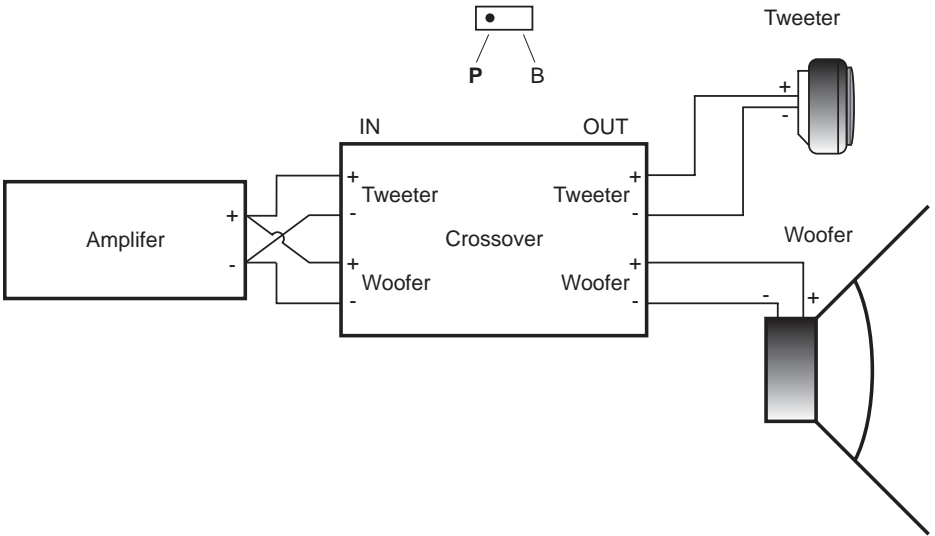 Tweeter
P B
IN OUT
+
-
+ + 
Tweeter Tweeter
+ - -
Amplifer Crossover Woofer
- + +
Woofer Woofer
- -
- +